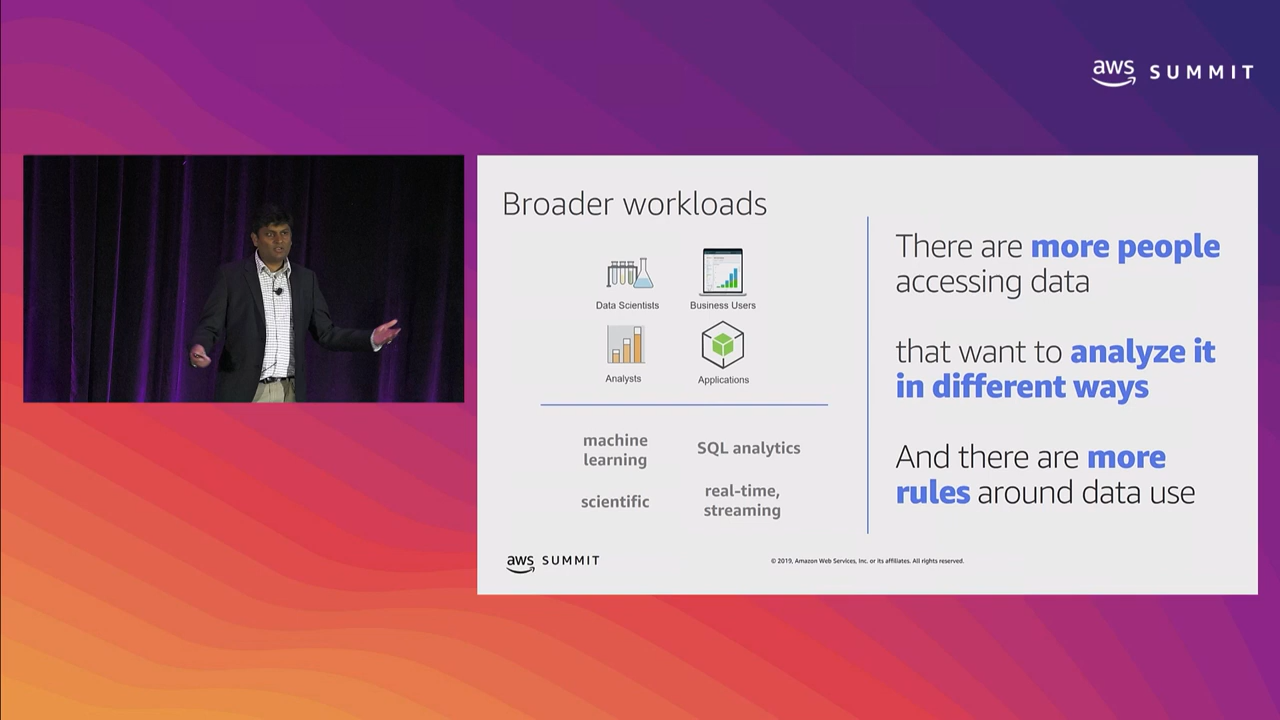 aws SUMMIT
Broader workloads
Data Scientists
Business Users
Analysts
Applications
machine
learning
SQL analytics
scientific
real-time,
streaming
There are more people
accessing data
that want to analyze it
in different ways
And there are more
rules around data use
aws SUMMIT
© 2019, Amazon Web Services, Inc. or its affiliates. All rights reserved.